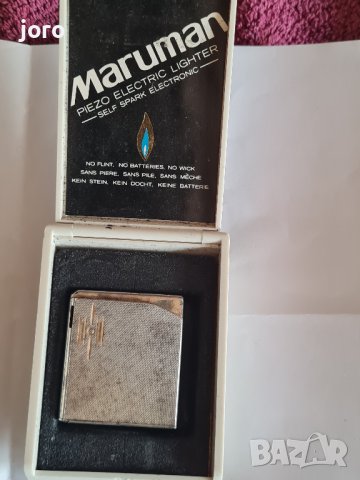 joro
Maruman
PIEZO ELECTRIC LIGHTER
SELF SPARK ELECTRONIC
NO FLINT, NO BATTERIES, NO WICK
SANS PIERE, SANS PILE, SANS MÈCHE
KEIN STEIN, KEIN DOCHT, KEINE BATTERIE
BAZAR
bg